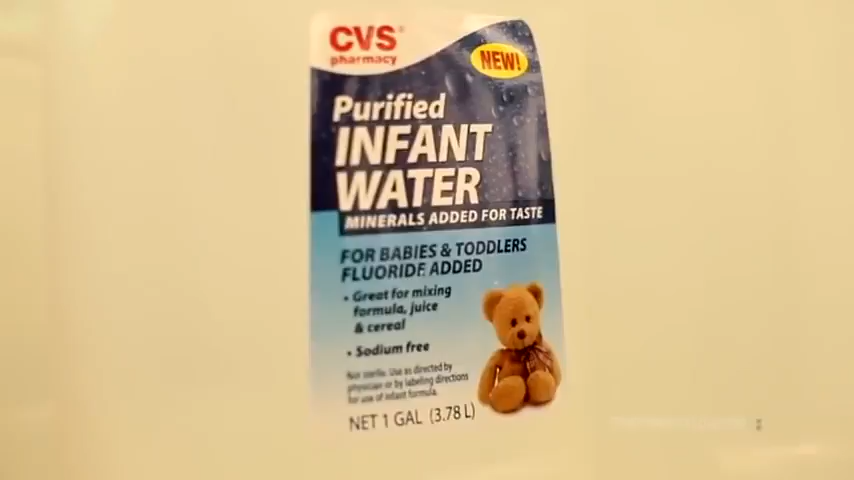 CVS®
pharmacy
NEW!
Purified
INFANT
WATER
MINERALS ADDED FOR TASTE
FOR BABIES & TODDLERS
FLUORIDE ADDED
• Great for mixing
formula, juice
& cereal
• Sodium free
Not sterile. Use as directed by
physician or by labeling directions
for use of infant formula.
NET 1 GAL (3.78 L)